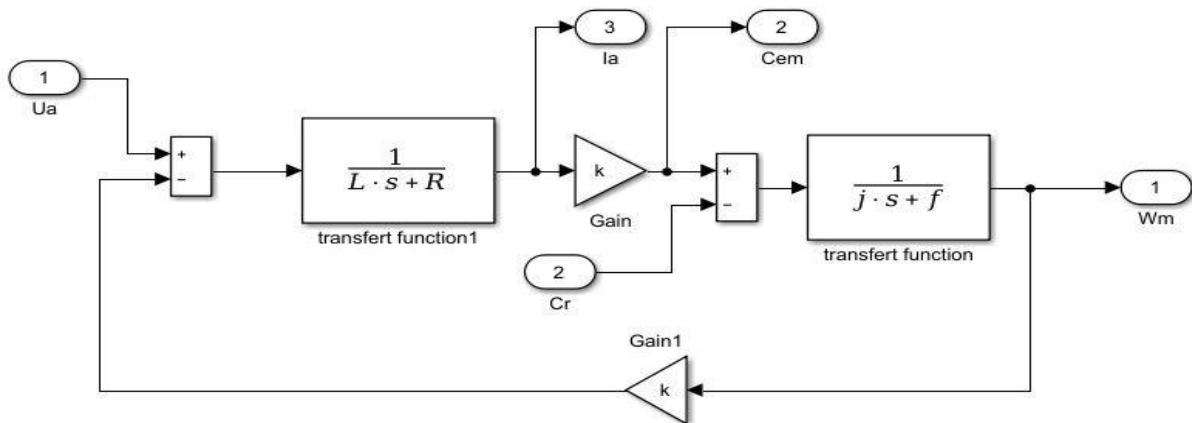 3
Ia
2
Cem
1
Ua
+
−
1
L · s + R
transfert function1
k
Gain
+
−
1
j · s + f
transfert function
1
Wm
2
Cr
Gain1
k